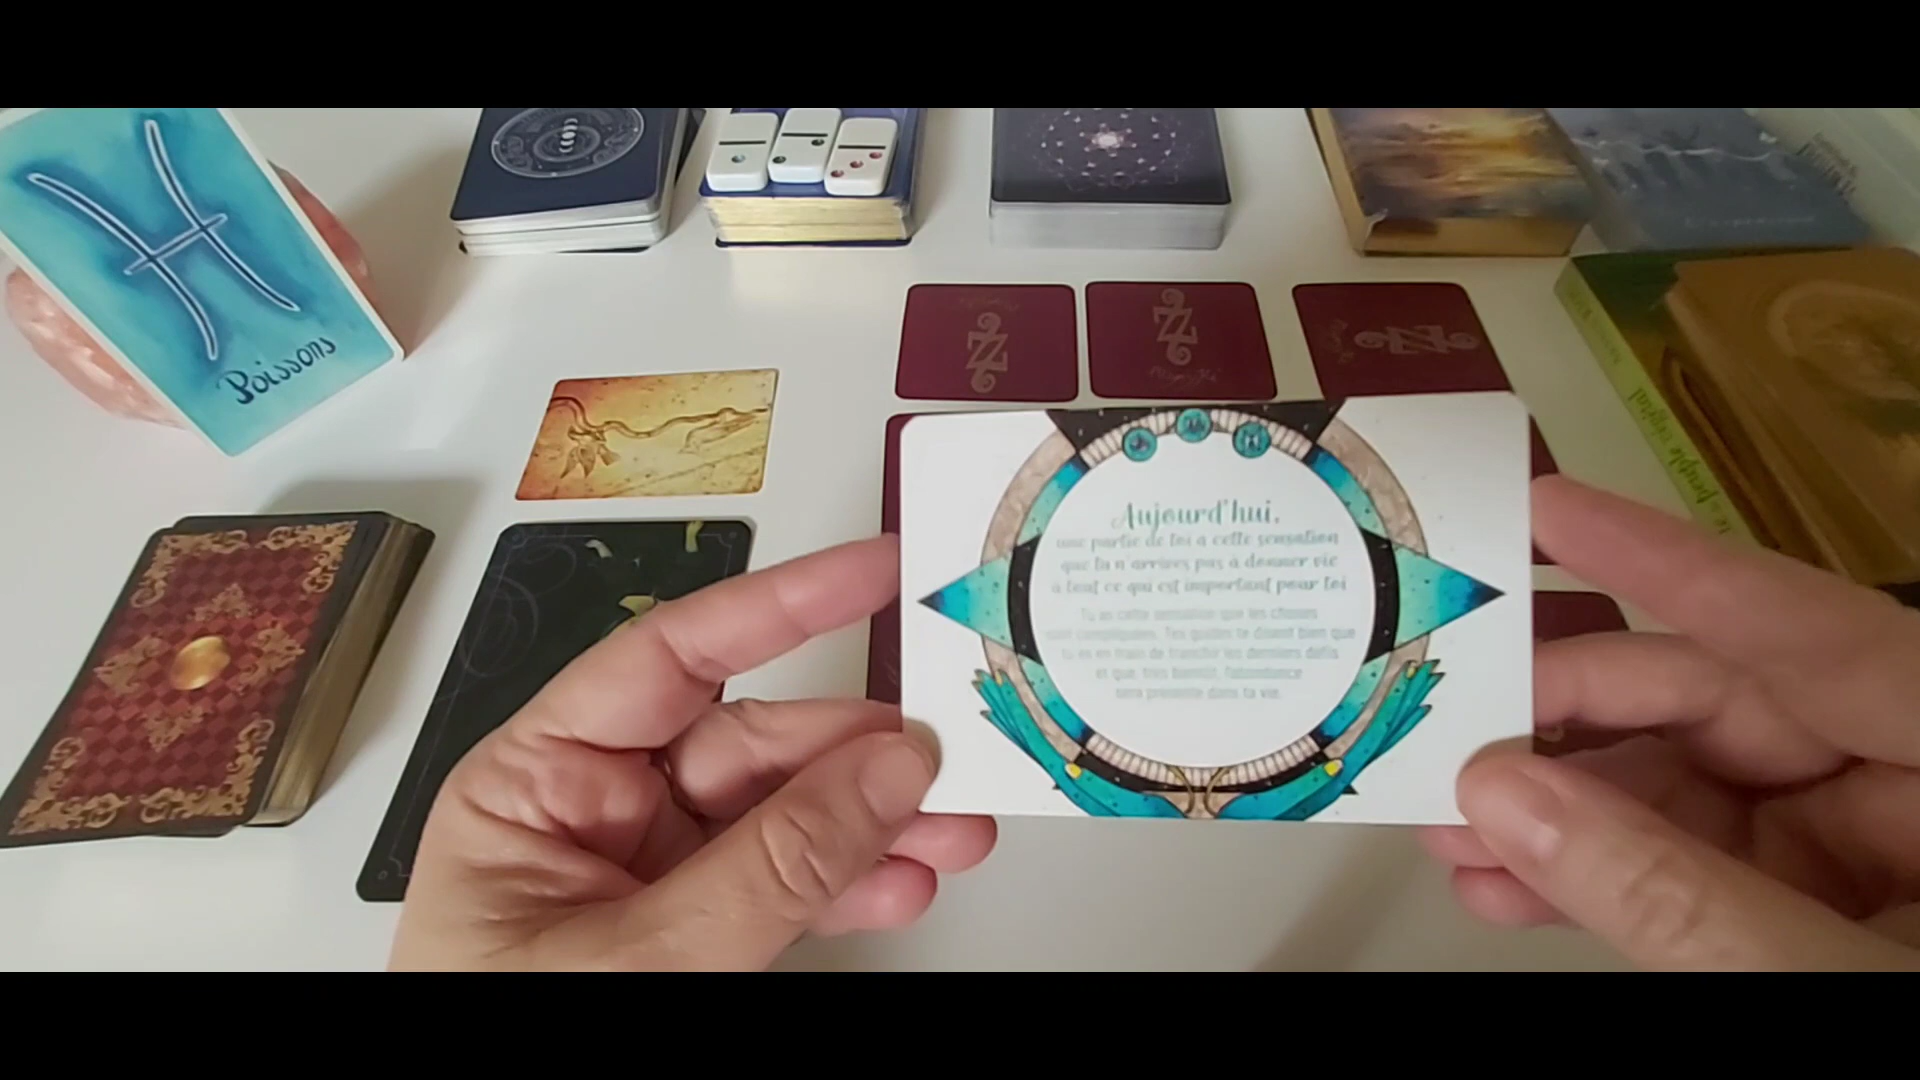 Poissons
Aujourd'hui,
une partie de toi a cette sensation
que tu n'arrives pas à donner vie
à tout ce qui est important pour toi
Tu as cette sensation que les choses
sont compliquées. Tes guides te disent bien que
tu es en train de franchir les derniers défis
et que, très bientôt, l'abondance
sera présente dans ta vie.
peuple végétal